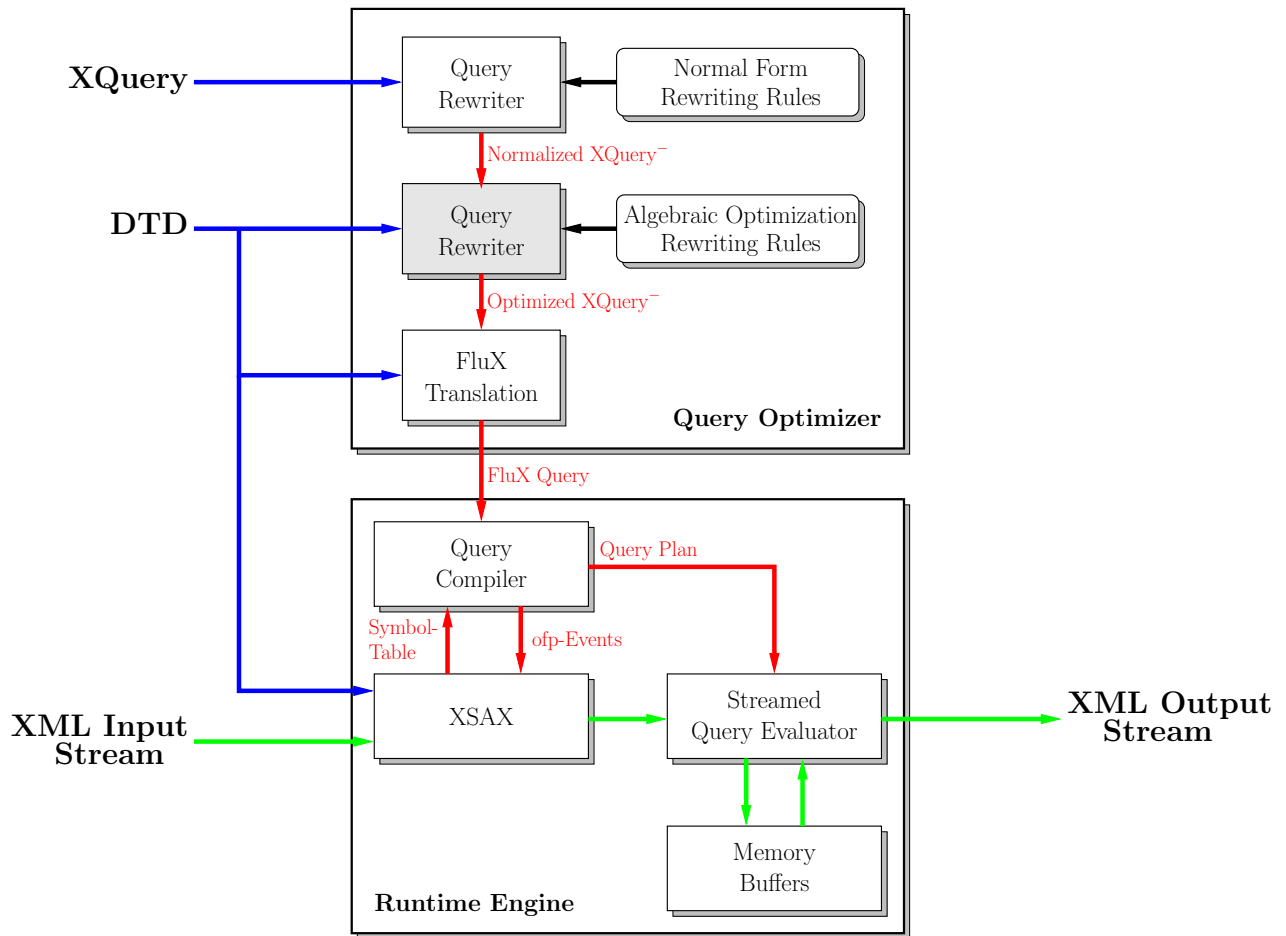 XQuery
Query
Rewriter
Normal Form
Rewriting Rules
Normalized XQuery⁻
DTD
Query
Rewriter
Algebraic Optimization
Rewriting Rules
Optimized XQuery⁻
FluX
Translation
Query Optimizer
FluX Query
Query
Compiler
Query Plan
Symbol-
Table
ofp-Events
XML Input
Stream
XSAX
Streamed
Query Evaluator
XML Output
Stream
Memory
Buffers
Runtime Engine